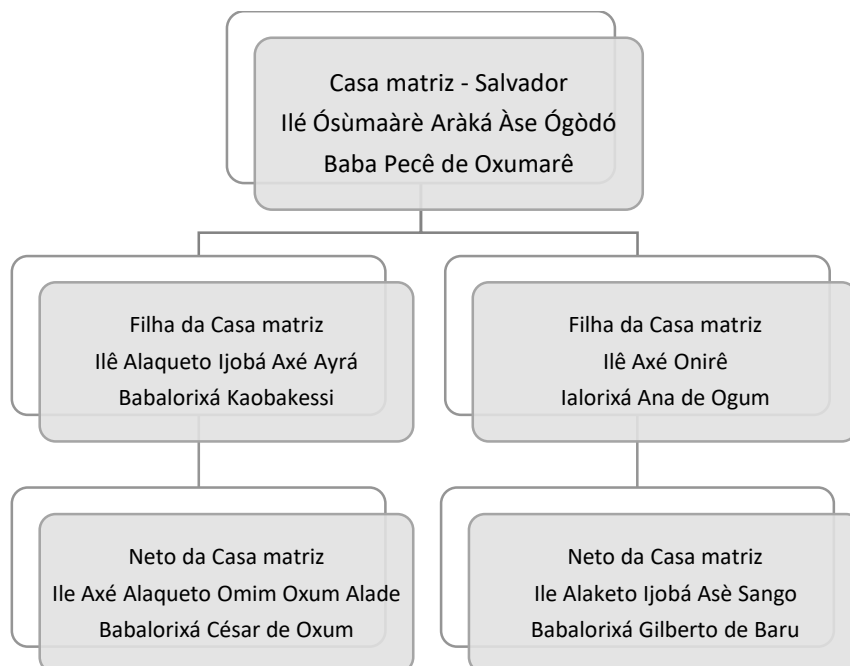 Casa matriz - Salvador
Ilé Ósùmaàrè Aràká Àse Ógòdó
Baba Pecê de Oxumarê
Filha da Casa matriz
Ilê Alaqueto Ijobá Axé Ayrá
Babalorixá Kaobakessi
Filha da Casa matriz
Ilê Axé Onirê
Ialorixá Ana de Ogum
Neto da Casa matriz
Ile Axé Alaqueto Omim Oxum Alade
Babalorixá César de Oxum
Neto da Casa matriz
Ile Alaketo Ijobá Asè Sango
Babalorixá Gilberto de Baru